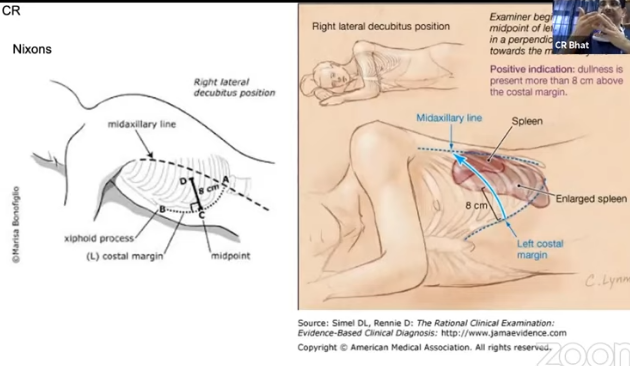 CR
Nixons
Right lateral
decubitus position
midaxillary line
D
A
8 cm
B
C
xiphoid process
(L) costal margin
midpoint
©Marisa Bonofiglio
Right lateral decubitus position
Examiner beg
midpoint of le
in a perpendic
towards the m
CR Bhat
Positive indication: dullness is
present more than 8 cm above
the costal margin.
Midaxillary line
Spleen
Enlarged spleen
8 cm
Left costal
margin
C. Lynn
Source: Simel DL, Rennie D: The Rational Clinical Examination:
Evidence-Based Clinical Diagnosis: http://www.jamaevidence.com
Copyright © American Medical Association. All rights reserved.
zoom